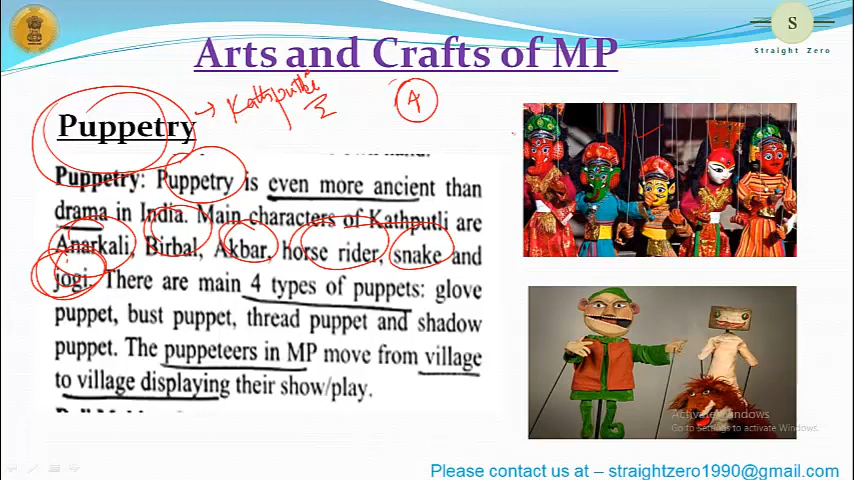 Arts and Crafts of MP
S
Straight Zero
Puppetry
Kathputli
4
Puppetry: Puppetry is even more ancient than
drama in India. Main characters of Kathputli are
Anarkali, Birbal, Akbar, horse rider, snake and
jogi. There are main 4 types of puppets: glove
puppet, bust puppet, thread puppet and shadow
puppet. The puppeteers in MP move from village
to village displaying their show/play.
Activate Windows
Go to Settings to activate Windows.
Please contact us at – straightzero1990@gmail.com